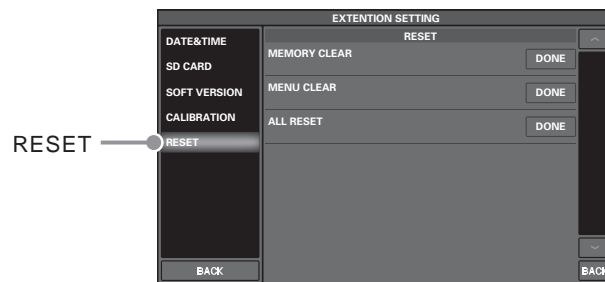 EXTENTION SETTING
DATE&TIME
SD CARD
SOFT VERSION
CALIBRATION
RESET
RESET
BACK
RESET
MEMORY CLEAR DONE
MENU CLEAR DONE
ALL RESET DONE
BACK